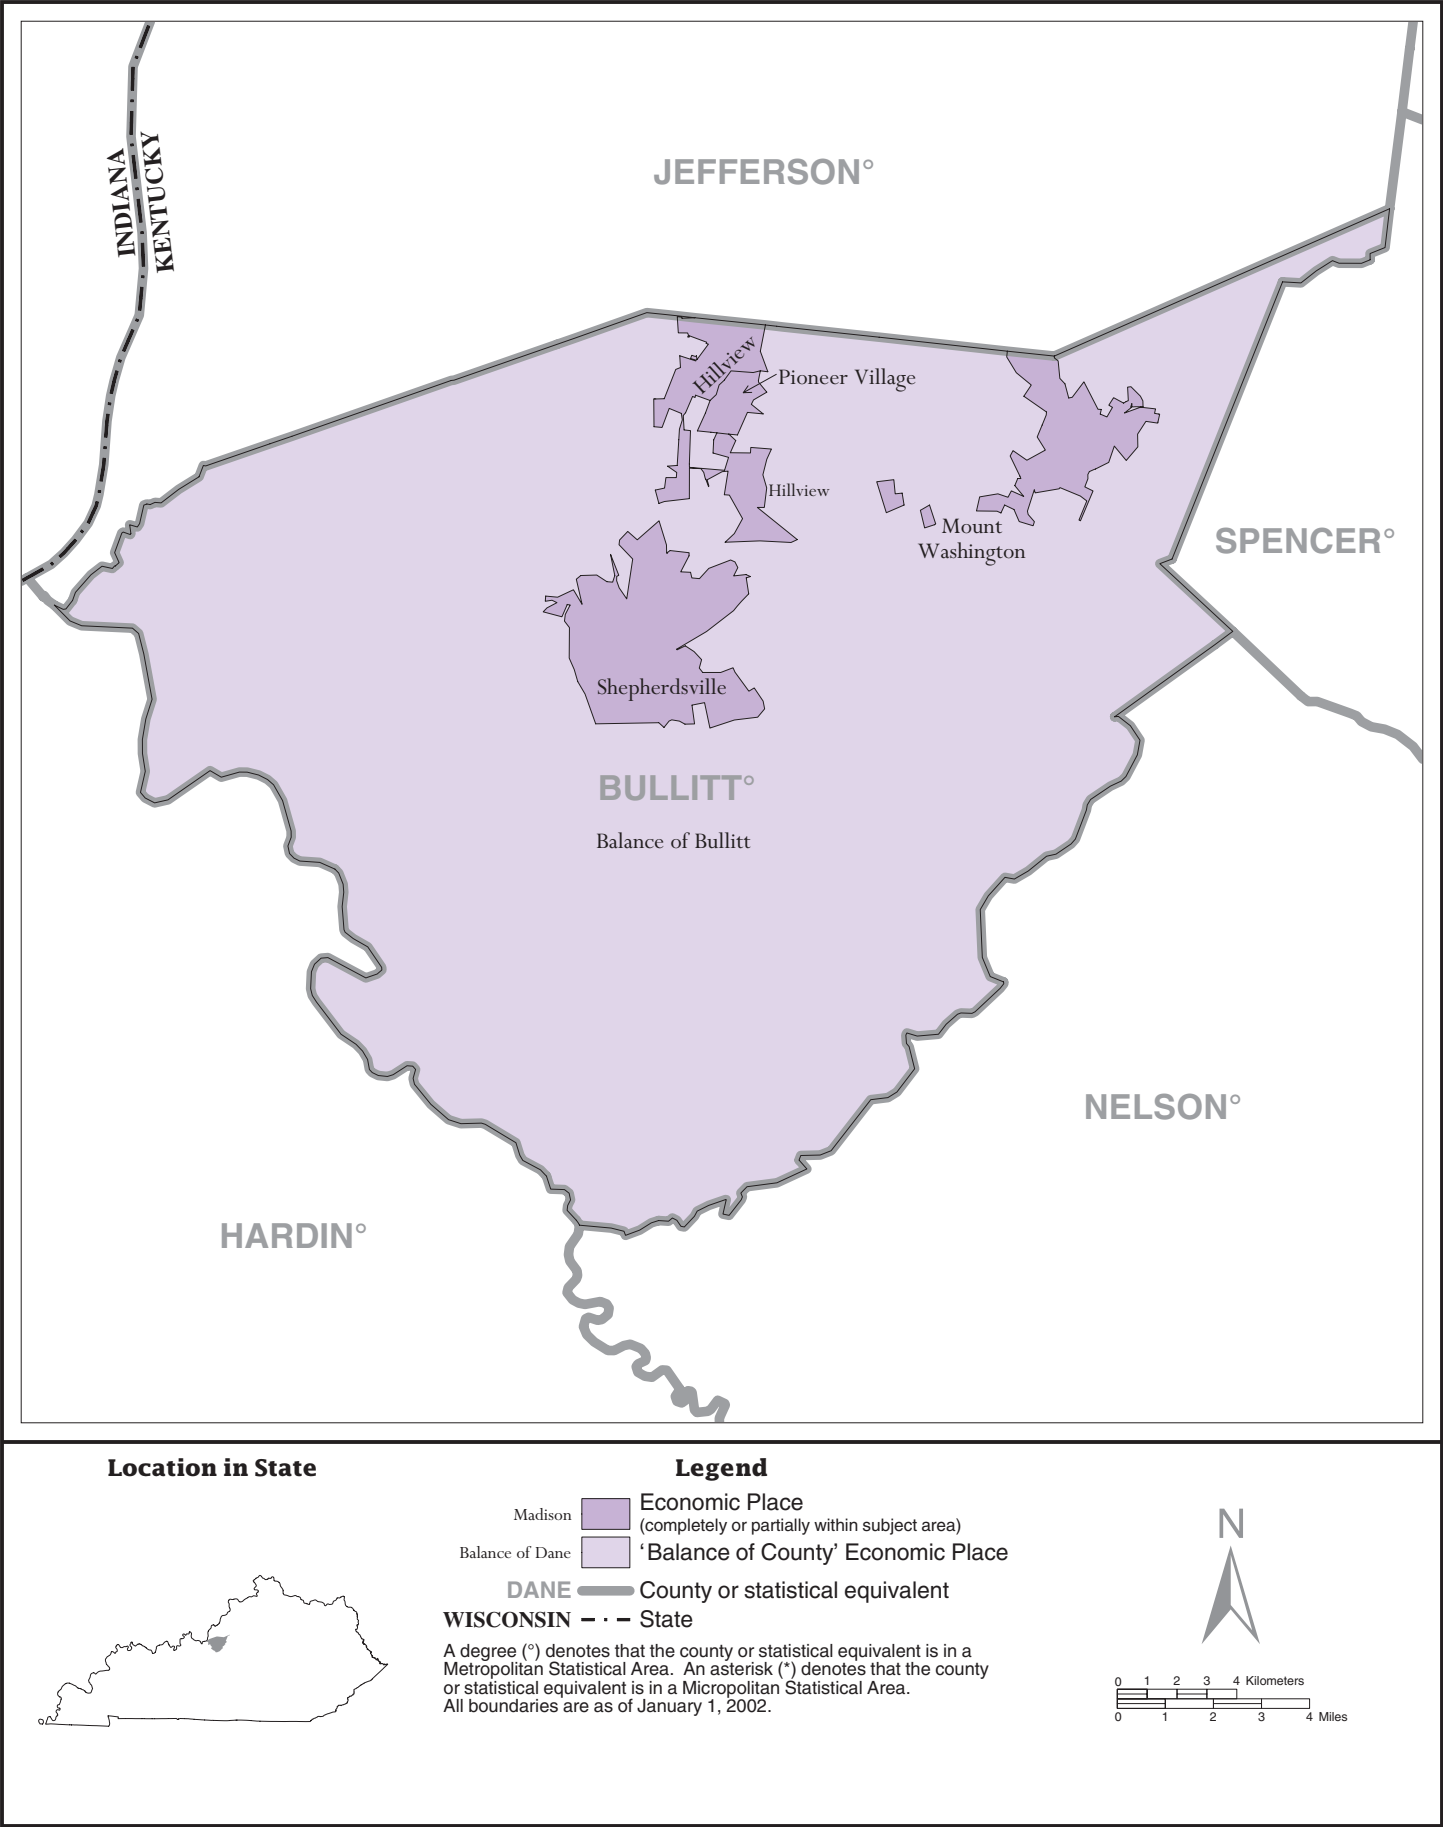 INDIANA
KENTUCKY
JEFFERSON°
Hillview
Pioneer Village
Hillview
Mount
Washington
SPENCER°
Shepherdsville
BULLITT°
Balance of Bullitt
NELSON°
HARDIN°
Location in State
Legend
Madison
Economic Place
(completely or partially within subject area)
Balance of Dane
‘Balance of County’ Economic Place
DANE
County or statistical equivalent
WISCONSIN
State
A degree (°) denotes that the county or statistical equivalent is in a
Metropolitan Statistical Area.  An asterisk (*) denotes that the county
or statistical equivalent is in a Micropolitan Statistical Area.
All boundaries are as of January 1, 2002.
N
0 1 2 3 4 Kilometers
0 1 2 3 4 Miles